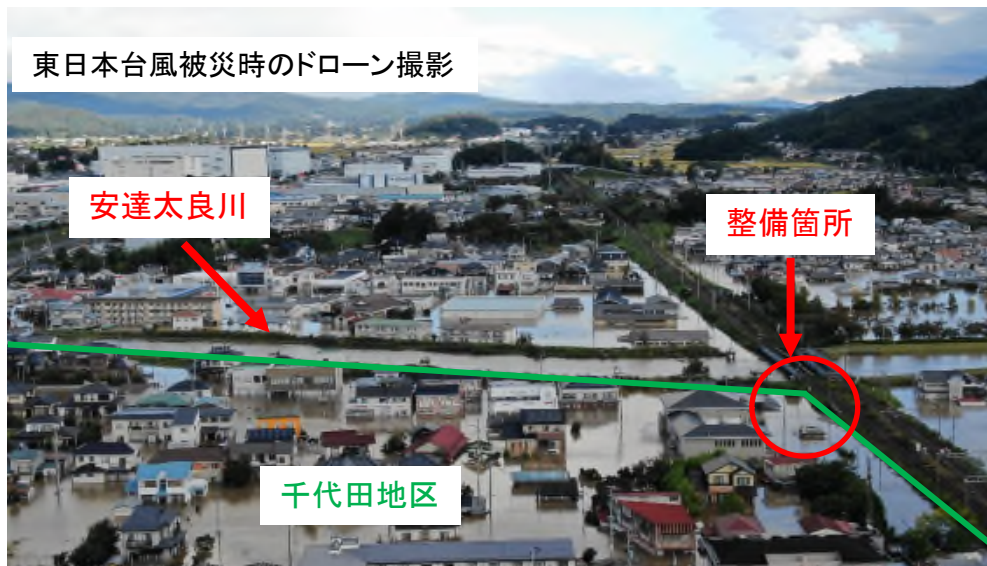 東日本台風被災時のドローン撮影
安達太良川
整備箇所
千代田地区